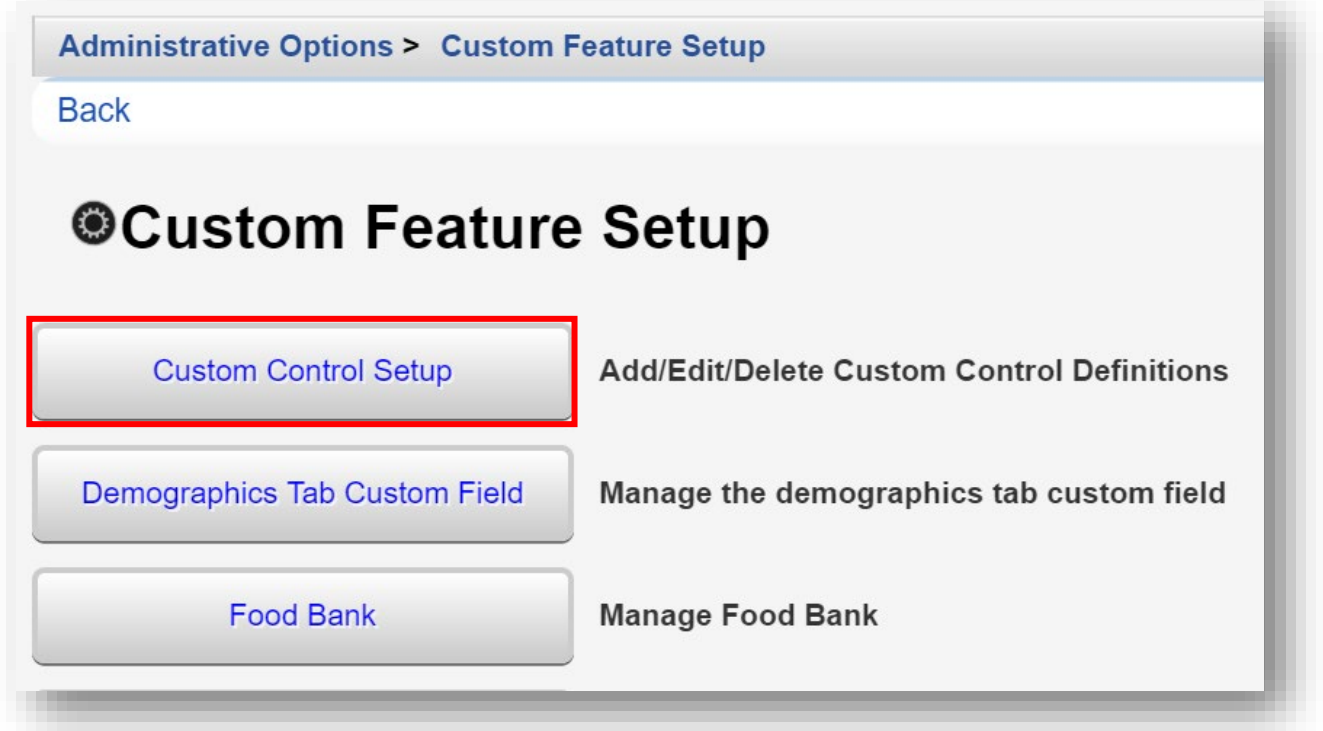 Administrative Options > Custom Feature Setup
Back
Custom Feature Setup
Custom Control Setup Add/Edit/Delete Custom Control Definitions
Demographics Tab Custom Field Manage the demographics tab custom field
Food Bank Manage Food Bank